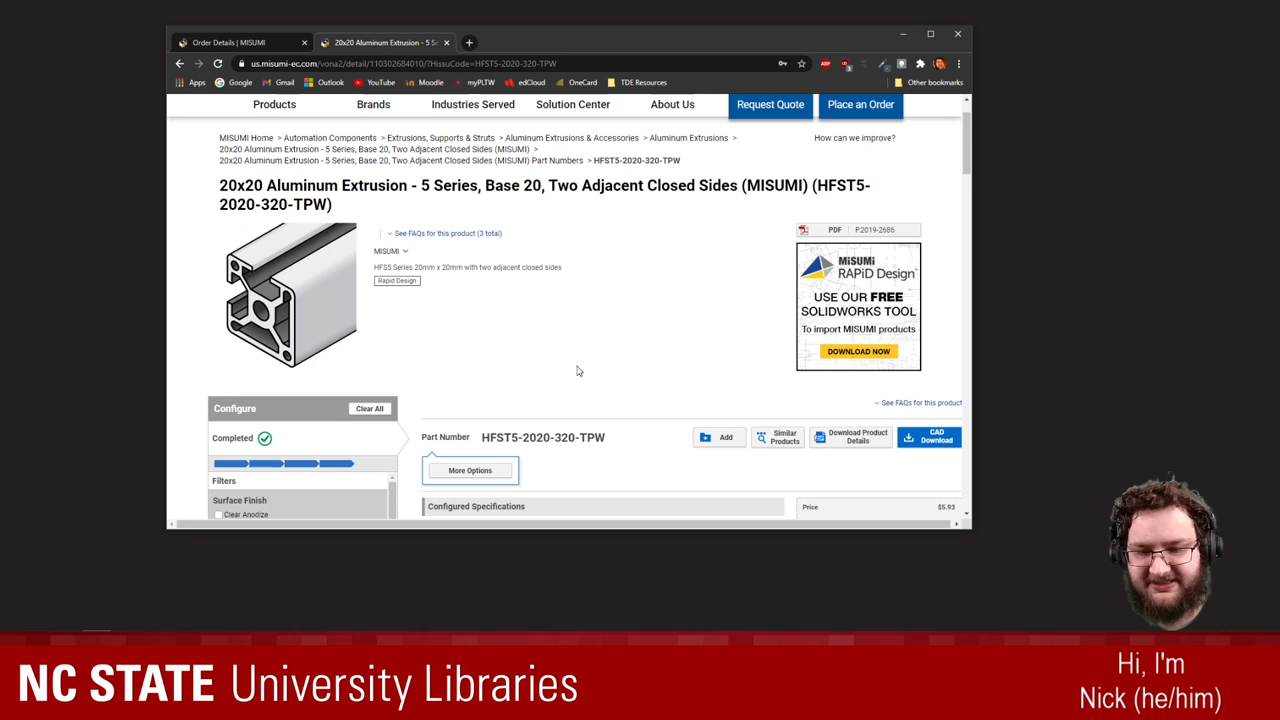 Order Details | MISUMI
20x20 Aluminum Extrusion - 5 Se
us.misumi-ec.com/vona2/detail/110302684010/?HissuCode=HFST5-2020-320-TPW
Apps Google Gmail Outlook YouTube Moodle myPLTW edCloud OneCard TDE Resources Other bookmarks
Products Brands Industries Served Solution Center About Us Request Quote Place an Order
MISUMI Home > Automation Components > Extrusions, Supports & Struts > Aluminum Extrusions & Accessories > Aluminum Extrusions >
How can we improve?
20x20 Aluminum Extrusion - 5 Series, Base 20, Two Adjacent Closed Sides (MISUMI) >
20x20 Aluminum Extrusion - 5 Series, Base 20, Two Adjacent Closed Sides (MISUMI) Part Numbers > HFST5-2020-320-TPW
20x20 Aluminum Extrusion - 5 Series, Base 20, Two Adjacent Closed Sides (MISUMI) (HFST5-
2020-320-TPW)
See FAQs for this product (3 total)
MISUMI
HFS5 Series 20mm x 20mm with two adjacent closed sides
Rapid Design
PDF P.2019-2686
MiSUMi
RAPiD Design
USE OUR FREE
SOLIDWORKS TOOL
To import MISUMI products
DOWNLOAD NOW
See FAQs for this product
Configure Clear All
Completed
Filters
Surface Finish
Clear Anodize
Part Number HFST5-2020-320-TPW
Add
Similar
Products
Download Product
Details
CAD
Download
More Options
Configured Specifications
Price $5.93
NC STATE University Libraries
Hi, I'm
Nick (he/him)